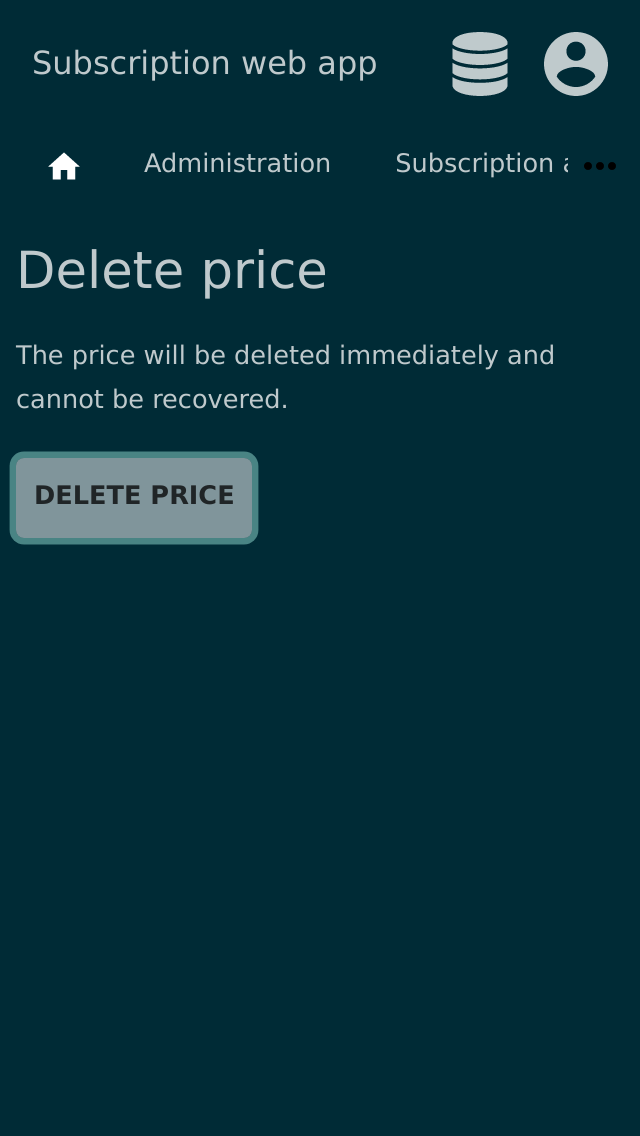 Subscription web app
Administration
Subscription
Delete price
The price will be deleted immediately and
cannot be recovered.
DELETE PRICE